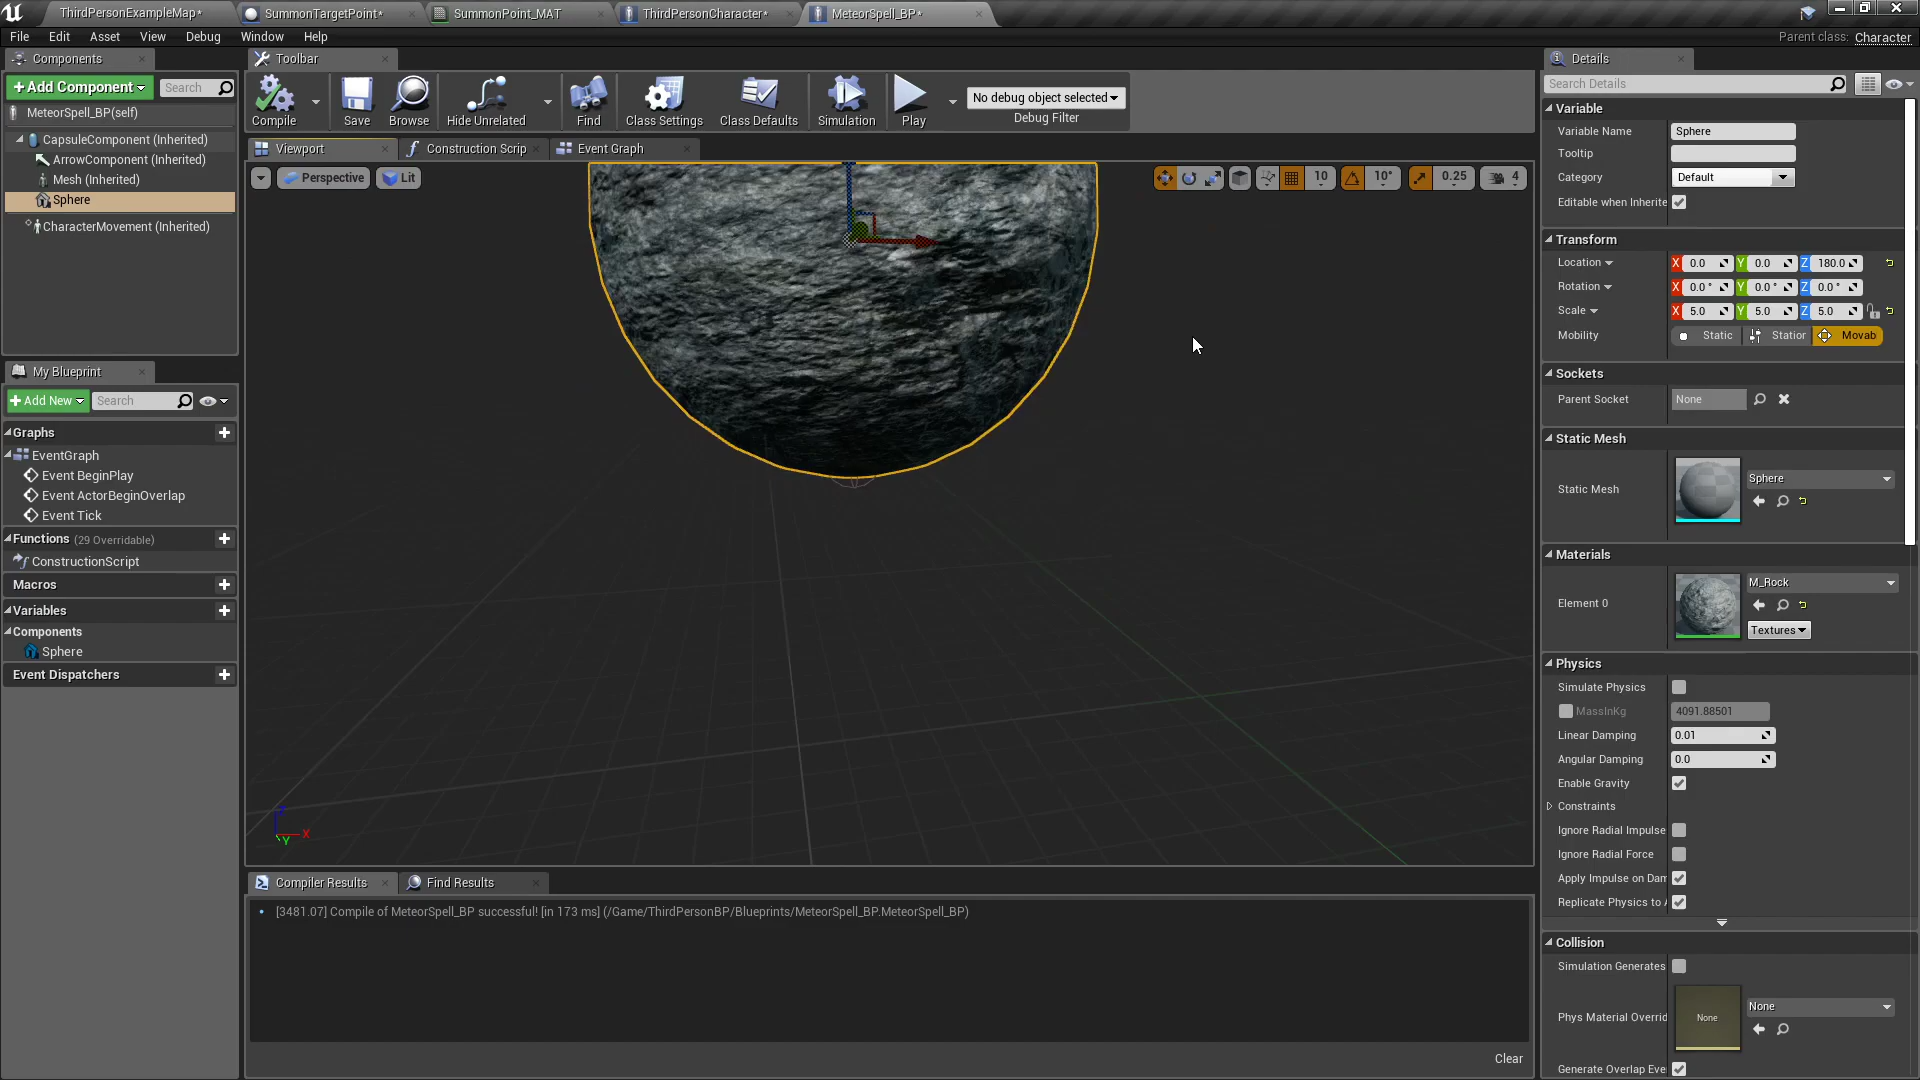 ThirdPersonExampleMap*
SummonTargetPoint*
SummonPoint_MAT
ThirdPersonCharacter*
MeteorSpell_BP*
File Edit Asset View Debug Window Help
Parent class: Character
Components
Toolbar
Details
+Add Component
Search
Compile
Save
Browse
Hide Unrelated
Find
Class Settings
Class Defaults
Simulation
Play
No debug object selected
Debug Filter
Search Details
MeteorSpell_BP(self)
CapsuleComponent (Inherited)
ArrowComponent (Inherited)
Mesh (Inherited)
Sphere
CharacterMovement (Inherited)
Viewport
Construction Scrip
Event Graph
Perspective
Lit
10
10°
0.25
4
Variable
Variable Name Sphere
Tooltip
Category Default
Editable when Inherite
Transform
Location X 0.0 Y 0.0 Z 180.0
Rotation X 0.0 ° Y 0.0 ° Z 0.0 °
Scale X 5.0 Y 5.0 Z 5.0
Mobility Static Statior Movab
Sockets
Parent Socket None
Static Mesh
Static Mesh Sphere
Materials
Element 0 M_Rock
Textures
Physics
Simulate Physics
MassInKg 4091.88501
Linear Damping 0.01
Angular Damping 0.0
Enable Gravity
Constraints
Ignore Radial Impulse
Ignore Radial Force
Apply Impulse on Dam
Replicate Physics to A
Collision
Simulation Generates
Phys Material Overrid None None
Generate Overlap Eve
My Blueprint
+Add New
Search
Graphs
EventGraph
Event BeginPlay
Event ActorBeginOverlap
Event Tick
Functions (29 Overridable)
ConstructionScript
Macros
Variables
Components
Sphere
Event Dispatchers
Z
X
Y
Compiler Results
Find Results
[3481.07] Compile of MeteorSpell_BP successful! [in 173 ms] (/Game/ThirdPersonBP/Blueprints/MeteorSpell_BP.MeteorSpell_BP)
Clear